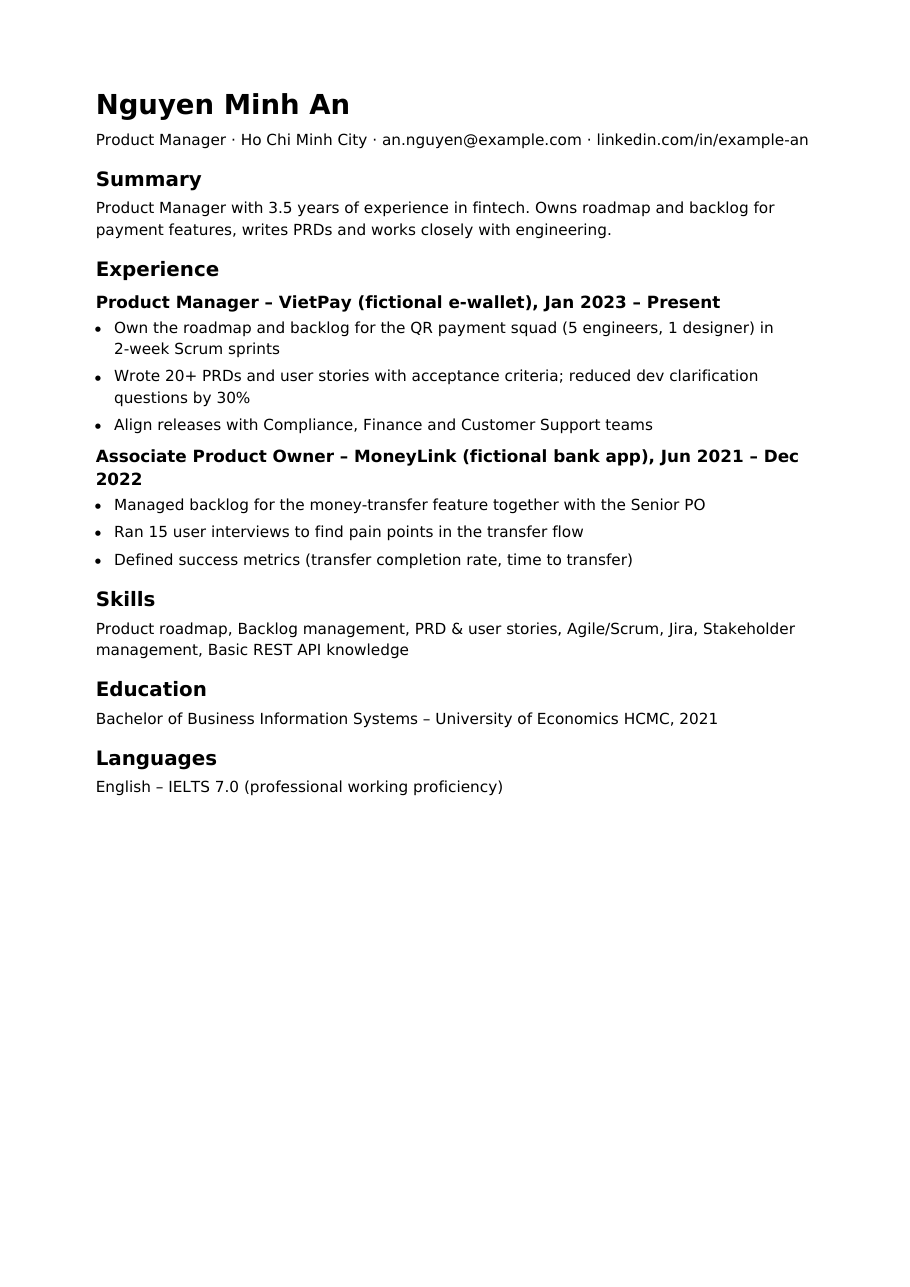 Nguyen Minh An
Product Manager · Ho Chi Minh City · an.nguyen@example.com · linkedin.com/in/example-an
Summary
Product Manager with 3.5 years of experience in fintech. Owns roadmap and backlog for
payment features, writes PRDs and works closely with engineering.
Experience
Product Manager – VietPay (fictional e-wallet), Jan 2023 – Present
• Own the roadmap and backlog for the QR payment squad (5 engineers, 1 designer) in
2-week Scrum sprints
• Wrote 20+ PRDs and user stories with acceptance criteria; reduced dev clarification
questions by 30%
• Align releases with Compliance, Finance and Customer Support teams
Associate Product Owner – MoneyLink (fictional bank app), Jun 2021 – Dec
2022
• Managed backlog for the money-transfer feature together with the Senior PO
• Ran 15 user interviews to find pain points in the transfer flow
• Defined success metrics (transfer completion rate, time to transfer)
Skills
Product roadmap, Backlog management, PRD & user stories, Agile/Scrum, Jira, Stakeholder
management, Basic REST API knowledge
Education
Bachelor of Business Information Systems – University of Economics HCMC, 2021
Languages
English – IELTS 7.0 (professional working proficiency)